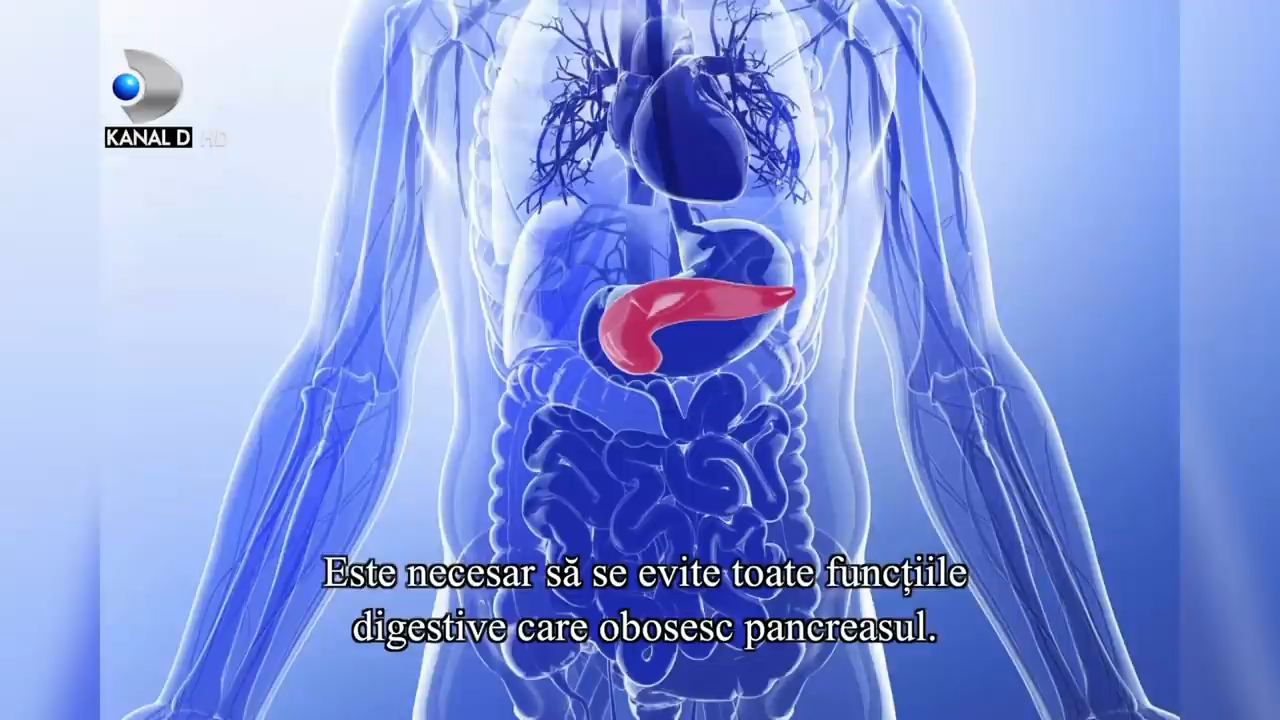 KANAL D HD
Este necesar să se evite toate funcțiile
digestive care obosesc pancreasul.